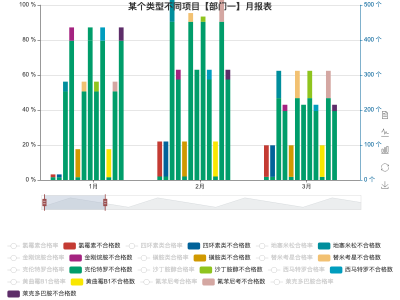 某个类型不同项目【部门一】月报表
100 %
80 %
60 %
40 %
20 %
0 %
500 个
400 个
300 个
200 个
100 个
0 个
1月
2月
3月
氯霉素合格率 氯霉素不合格数 四环素类合格率 四环素类不合格数 地塞米松合格率 地塞米松不合格数
金刚烷胺合格率 金刚烷胺不合格数 磺胺类合格率 磺胺类不合格数 替米考星合格率 替米考星不合格数
克伦特罗合格率 克伦特罗不合格数 沙丁胺醇合格率 沙丁胺醇不合格数 西马特罗合格率 西马特罗不合格数
黄曲霉B1合格率 黄曲霉B1不合格数 氟苯尼考合格率 氟苯尼考不合格数 莱克多巴胺合格率
莱克多巴胺不合格数